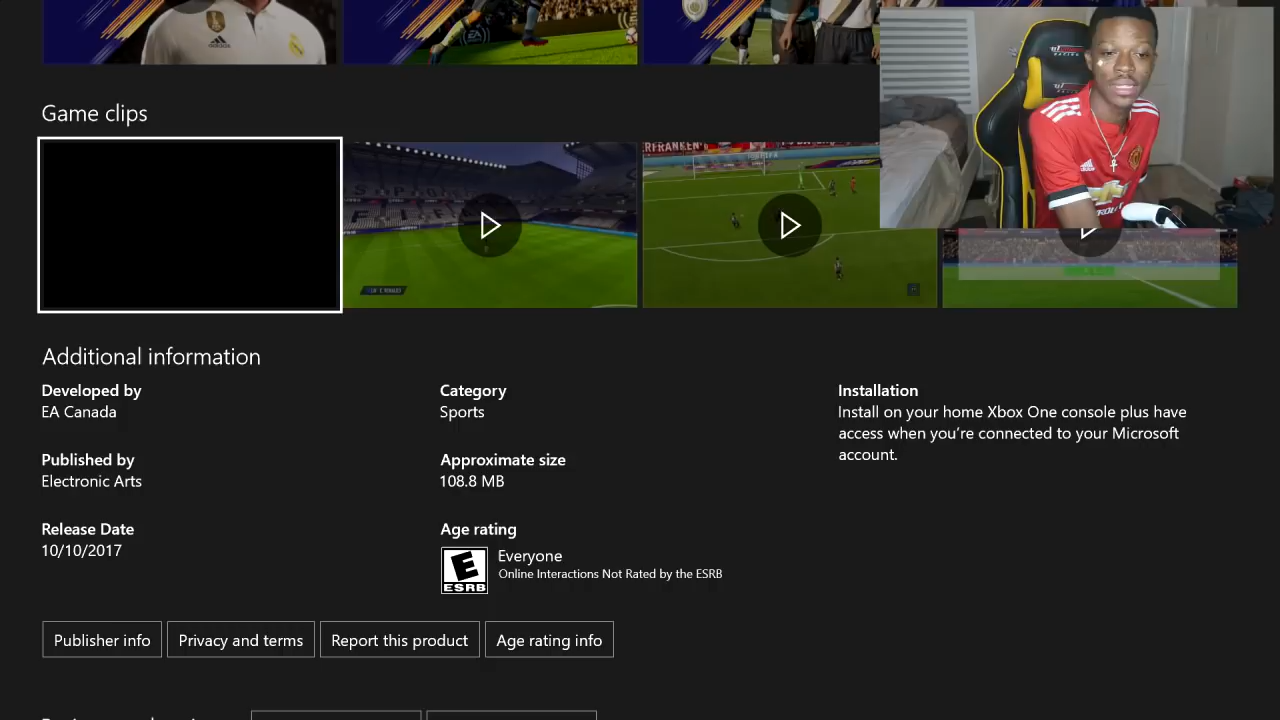 adidas
EA
Game clips
Additional information
Developed by
EA Canada
Category
Sports
Installation
Install on your home Xbox One console plus have
access when you're connected to your Microsoft
account.
Published by
Electronic Arts
Approximate size
108.8 MB
Release Date
10/10/2017
Age rating
E
ESRB
Everyone
Online Interactions Not Rated by the ESRB
Publisher info
Privacy and terms
Report this product
Age rating info